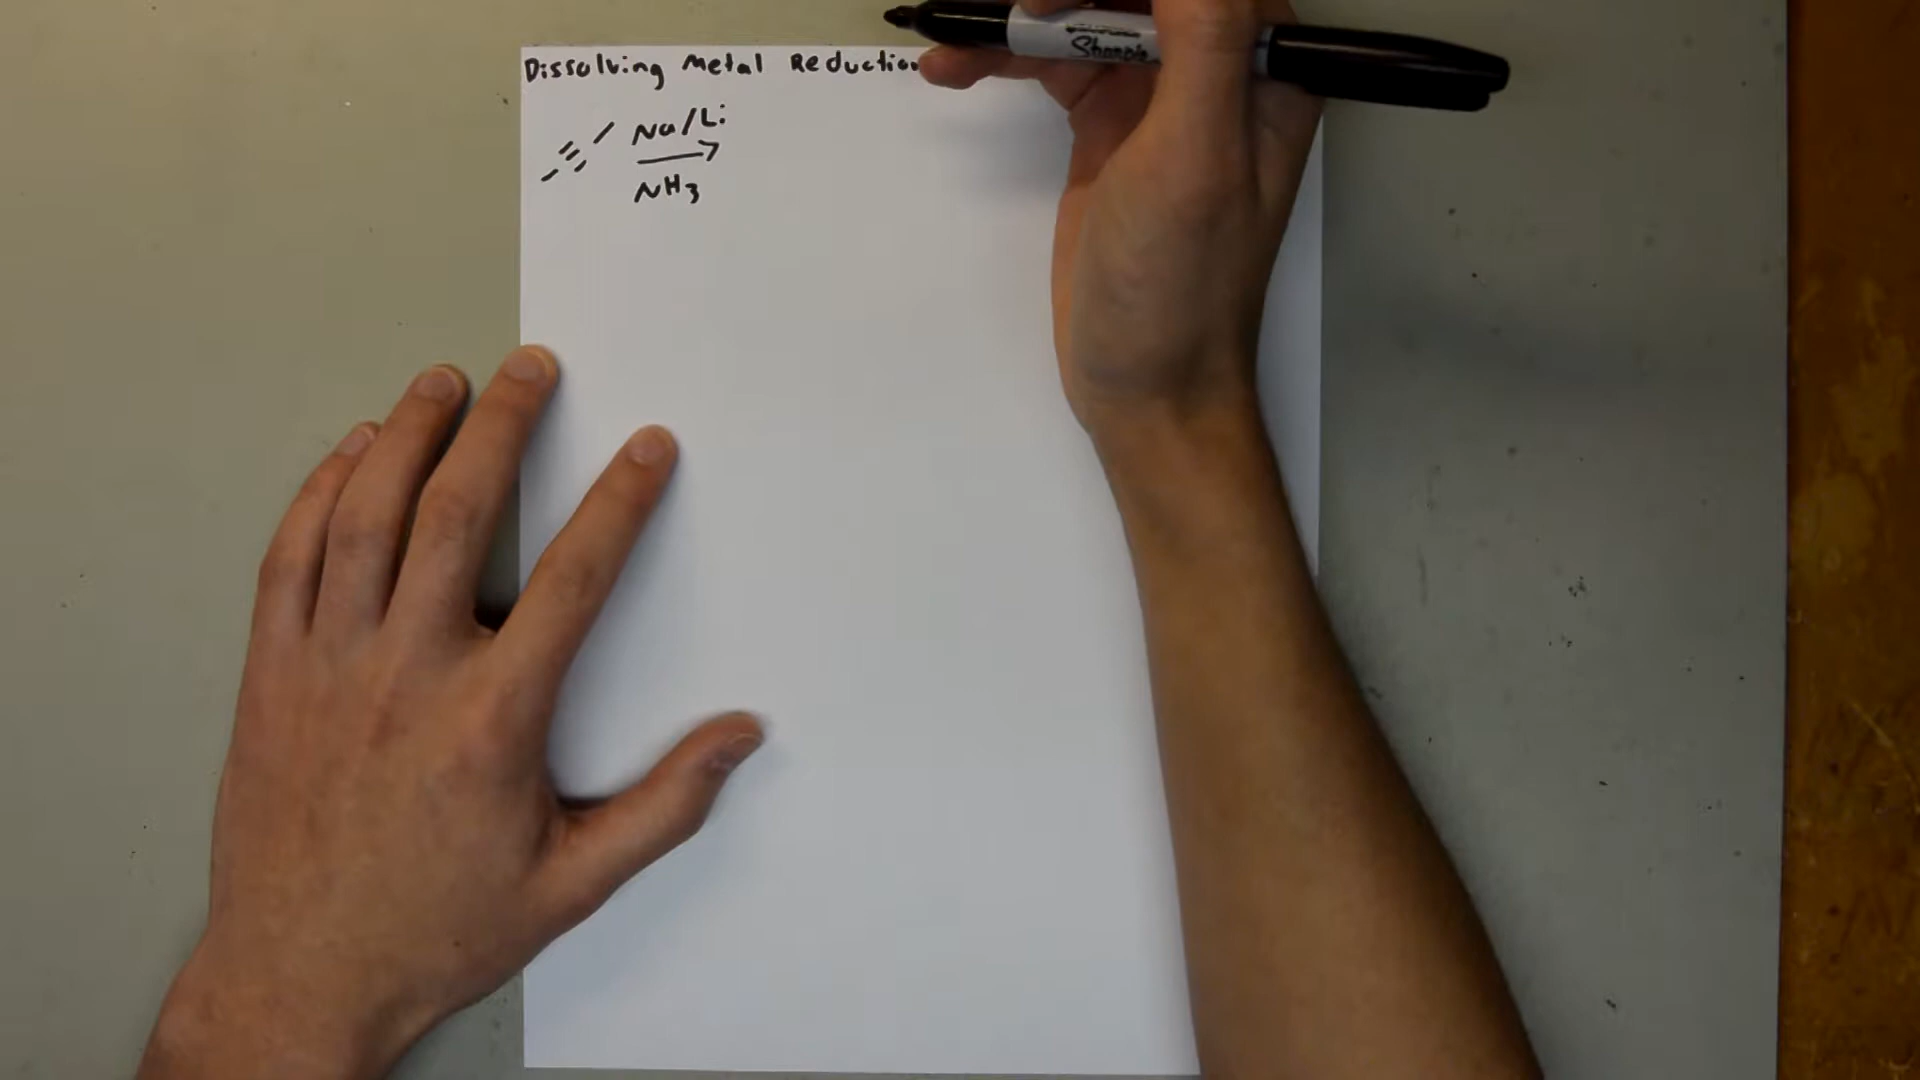 Dissolving Metal Reduction
Na/Li
NH3
Sharpie